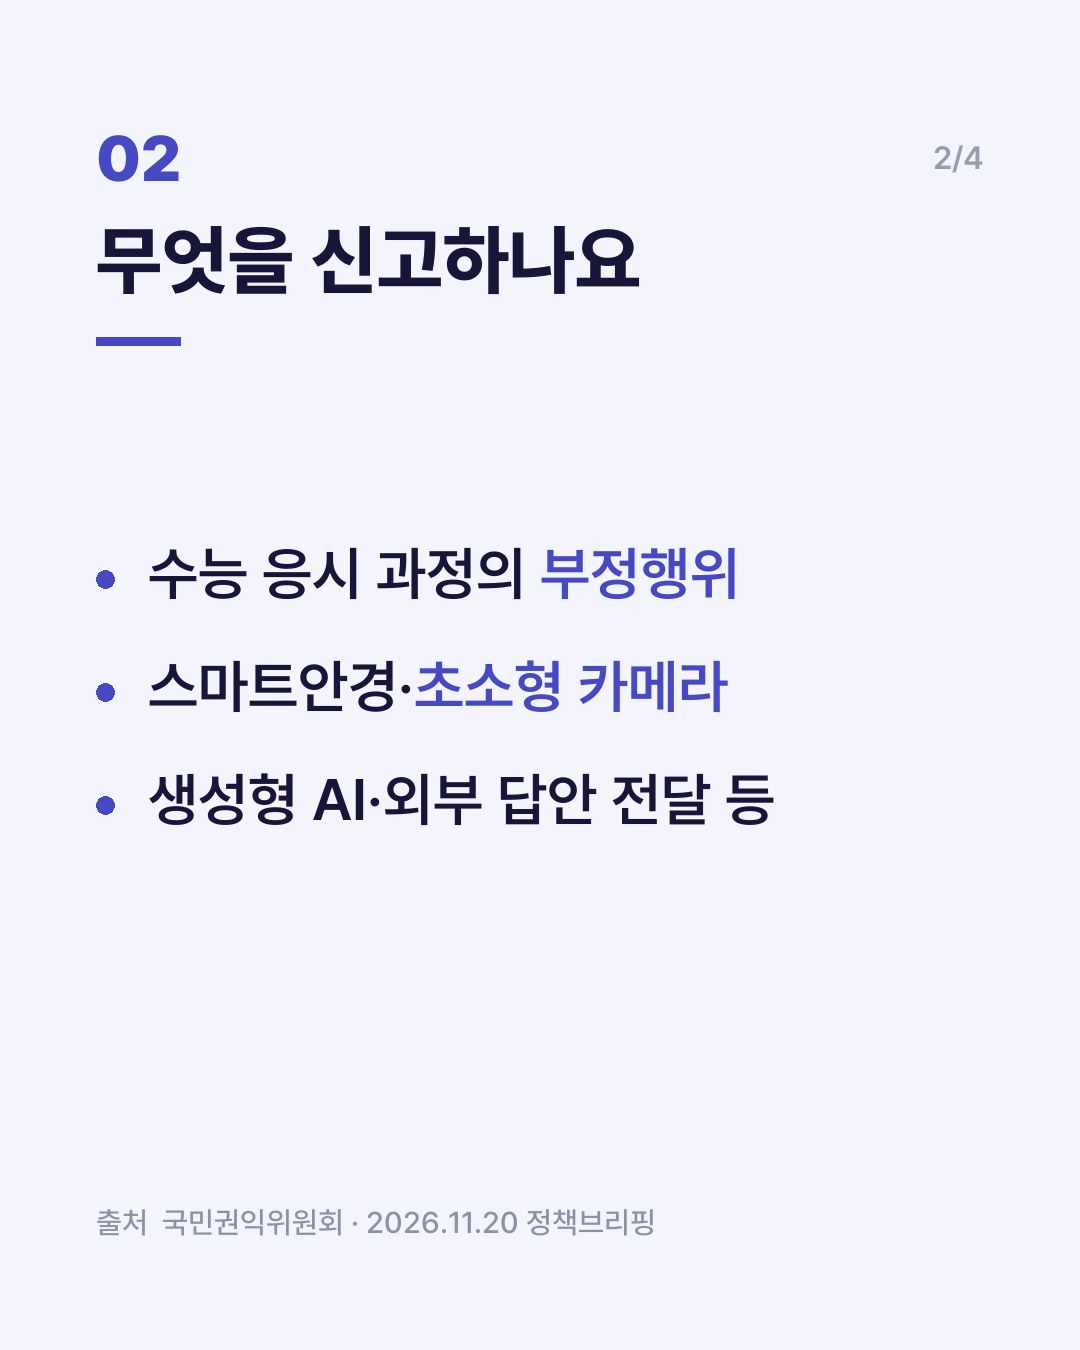 02
2/4
무엇을 신고하나요
수능 응시 과정의 부정행위
스마트안경·초소형 카메라
생성형 AI·외부 답안 전달 등
출처 국민권익위원회 · 2026.11.20 정책브리핑